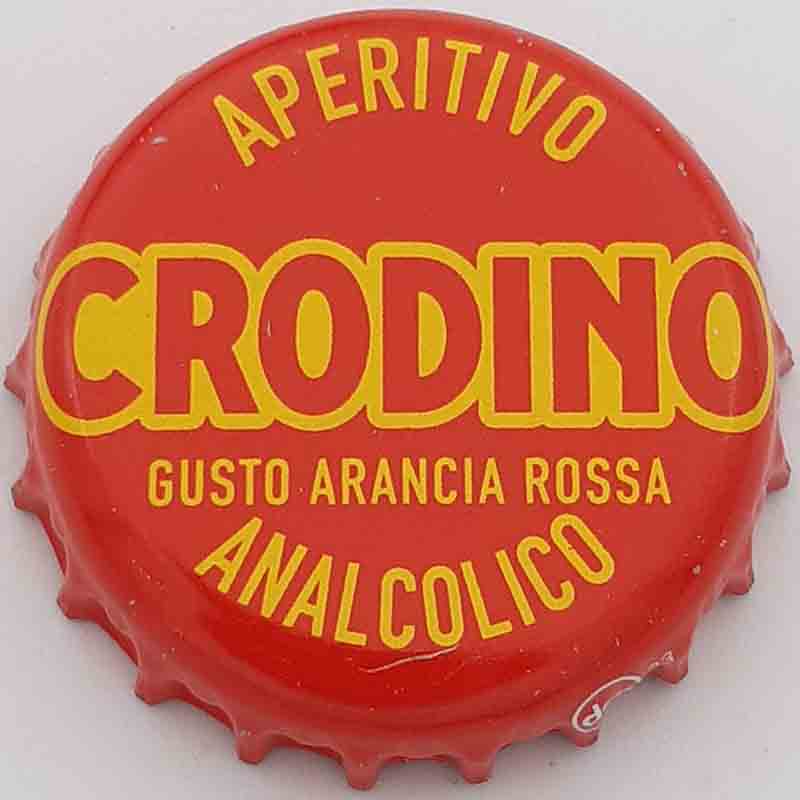 APERITIVO
CRODINO
GUSTO ARANCIA ROSSA
ANALCOLICO